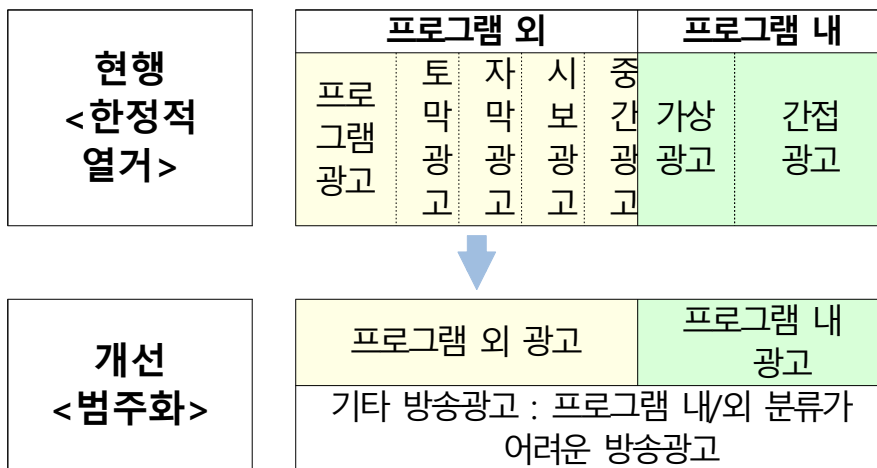 현행
<한정적
열거>
프로그램 외
프로그램 내
프로
그램
광고
토
막
광
고
자
막
광
고
시
보
광
고
중
간
광
고
가상
광고
간접
광고
개선
<범주화>
프로그램 외 광고
프로그램 내
광고
기타 방송광고 : 프로그램 내/외 분류가
어려운 방송광고